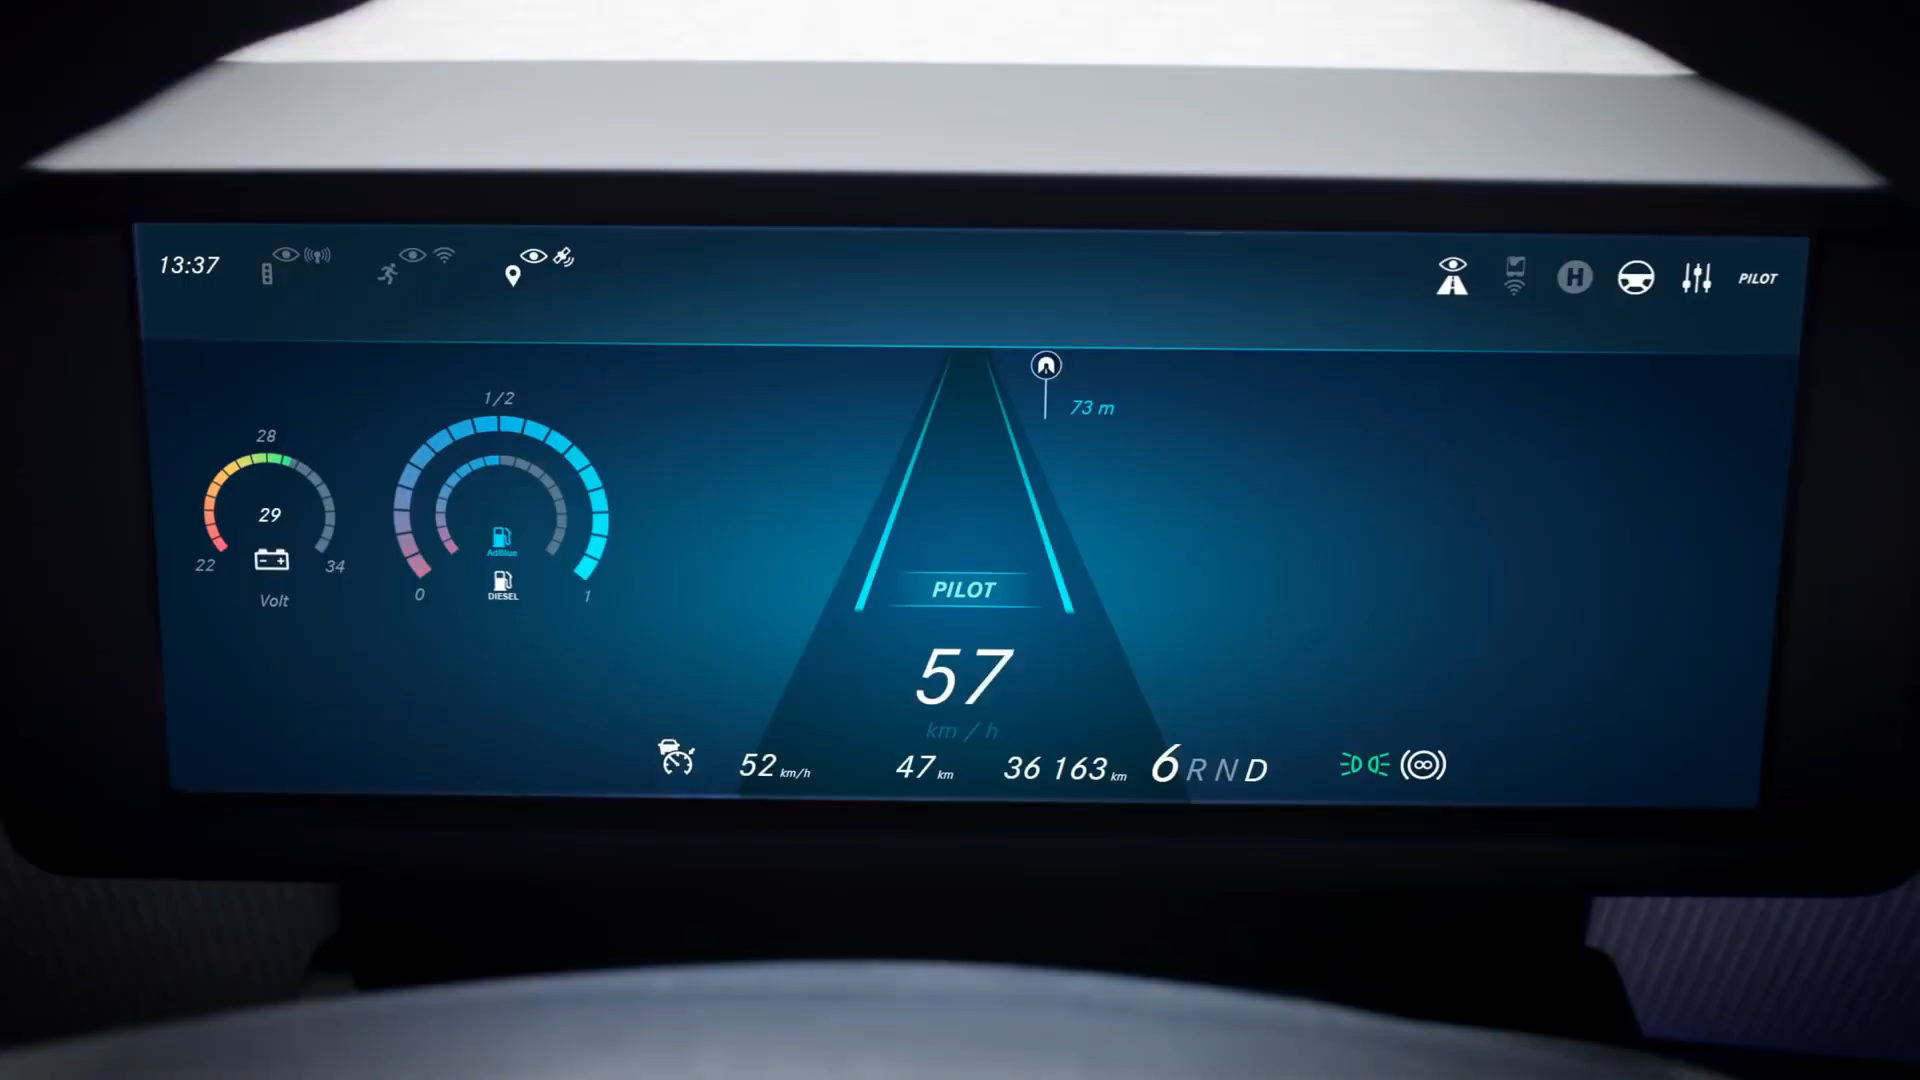 13:37
H
PILOT
73 m
28
29
22
34
Volt
1/2
AdBlue
DIESEL
0
1
PILOT
57
km/h
52 km/h
47 km
36 163 km
6 R N D